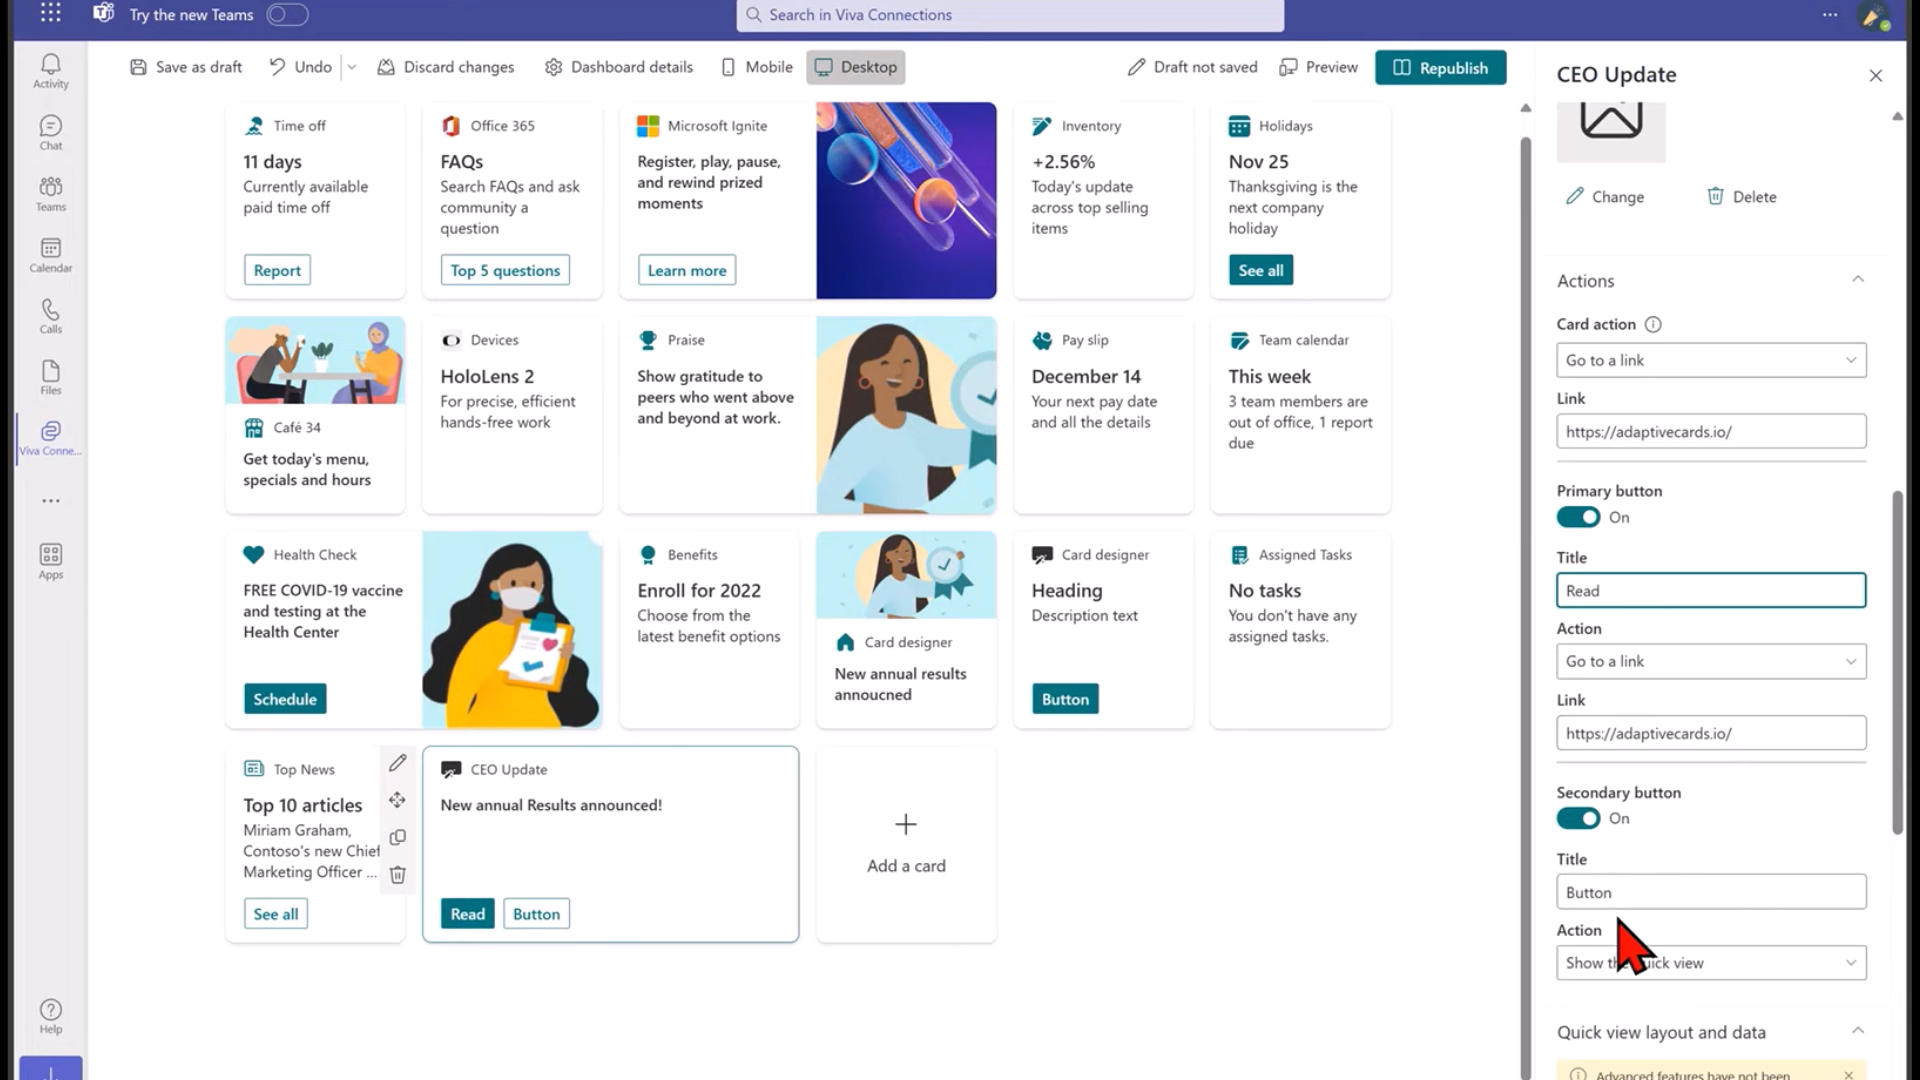 Try the new Teams
Search in Viva Connections
Activity
Chat
Teams
Calendar
Calls
Files
Viva Conne...
Apps
Help
Save as draft
Undo
Discard changes
Dashboard details
Mobile
Desktop
Draft not saved
Preview
Republish
Time off
11 days
Currently available
paid time off
Report
Office 365
FAQs
Search FAQs and ask
community a
question
Top 5 questions
Microsoft Ignite
Register, play, pause,
and rewind prized
moments
Learn more
Inventory
+2.56%
Today's update
across top selling
items
Holidays
Nov 25
Thanksgiving is the
next company
holiday
See all
Café 34
Get today's menu,
specials and hours
Devices
HoloLens 2
For precise, efficient
hands-free work
Praise
Show gratitude to
peers who went above
and beyond at work.
Pay slip
December 14
Your next pay date
and all the details
Team calendar
This week
3 team members are
out of office, 1 report
due
Health Check
FREE COVID-19 vaccine
and testing at the
Health Center
Schedule
Benefits
Enroll for 2022
Choose from the
latest benefit options
Card designer
New annual results
annoucned
Card designer
Heading
Description text
Button
Assigned Tasks
No tasks
You don't have any
assigned tasks.
Top News
Top 10 articles
Miriam Graham,
Contoso's new Chief
Marketing Officer ...
See all
CEO Update
New annual Results announced!
Read
Button
Add a card
CEO Update
Change
Delete
Actions
Card action
Go to a link
Link
https://adaptivecards.io/
Primary button
On
Title
Read
Action
Go to a link
Link
https://adaptivecards.io/
Secondary button
On
Title
Button
Action
Show the quick view
Quick view layout and data
Advanced features have not been